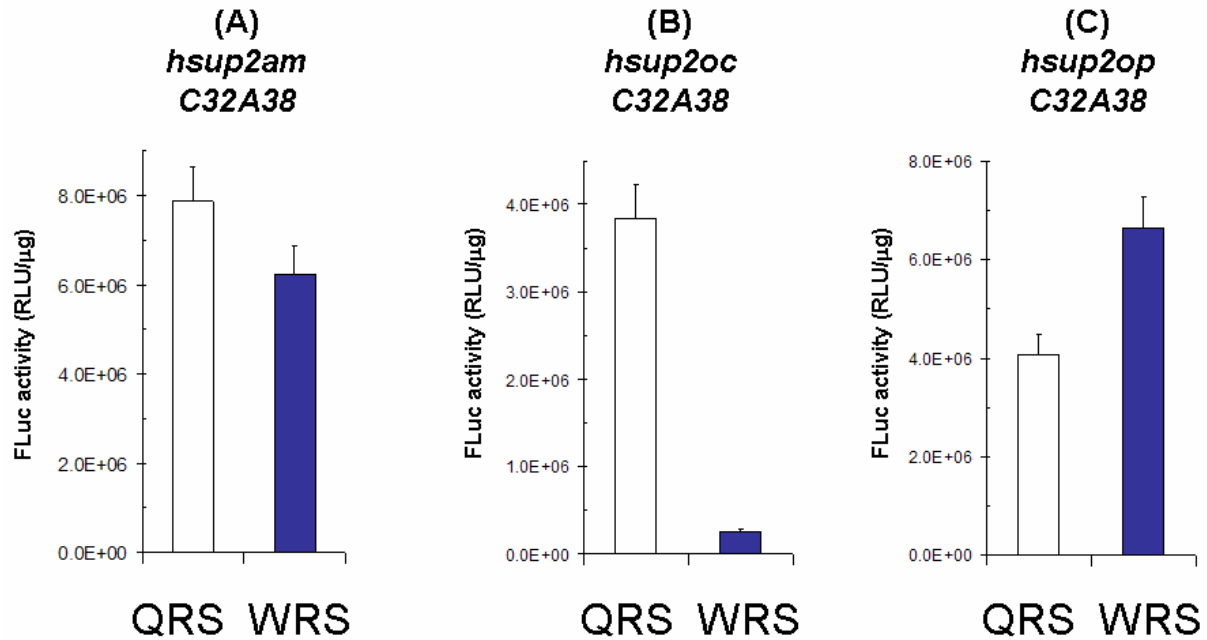 (A)
hsup2am
C32A38
FLuc activity (RLU/µg)
8.0E+06
6.0E+06
4.0E+06
2.0E+06
0.0E+00
QRS WRS
(B)
hsup2oc
C32A38
FLuc activity (RLU/µg)
4.0E+06
3.0E+06
2.0E+06
1.0E+06
0.0E+00
QRS WRS
(C)
hsup2op
C32A38
FLuc activity (RLU/µg)
8.0E+06
6.0E+06
4.0E+06
2.0E+06
0.0E+00
QRS WRS